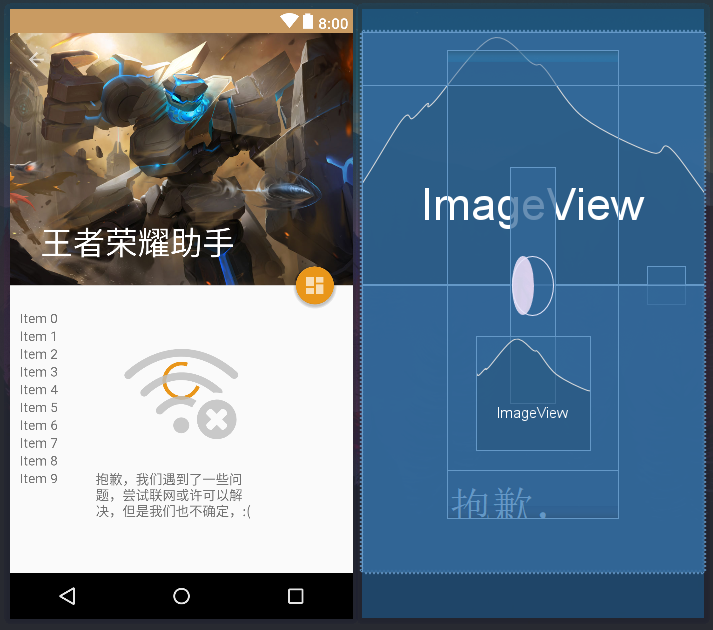 8:00
王者荣耀助手
Item 0
Item 1
Item 2
Item 3
Item 4
Item 5
Item 6
Item 7
Item 8
Item 9
抱歉，我们遇到了一些问
题，尝试联网或许可以解
决，但是我们也不确定，:(
ImageView
ImageView
抱歉，